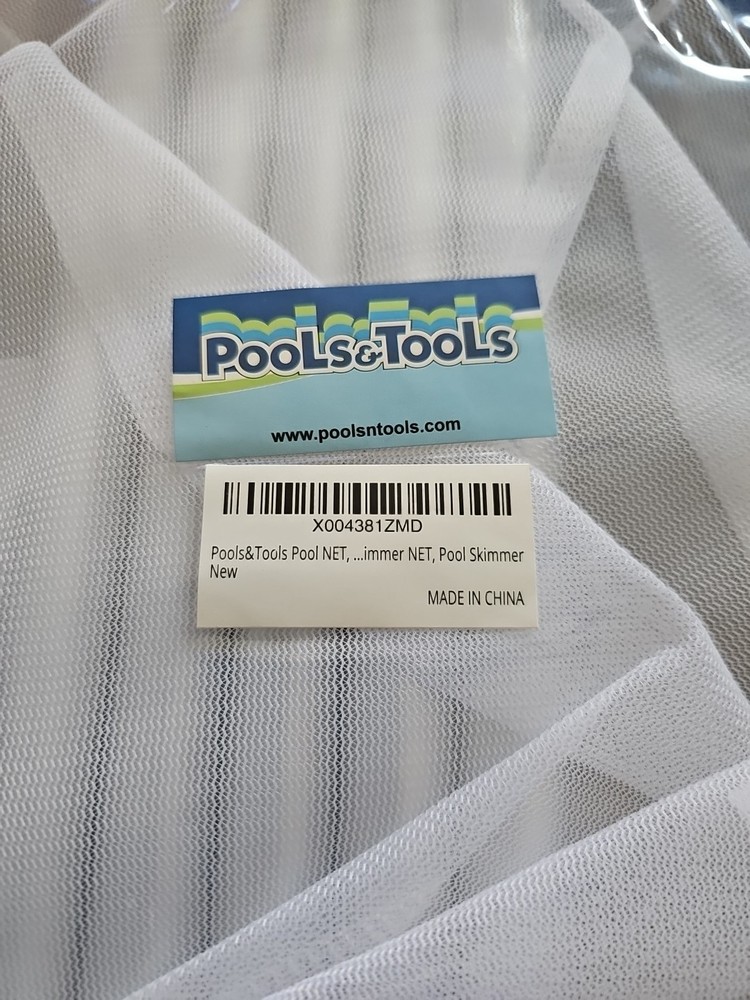 PooLs&TooLs
www.poolsntools.com
X004381ZMD
Pools&Tools Pool NET, ...immer NET, Pool Skimmer
New
MADE IN CHINA